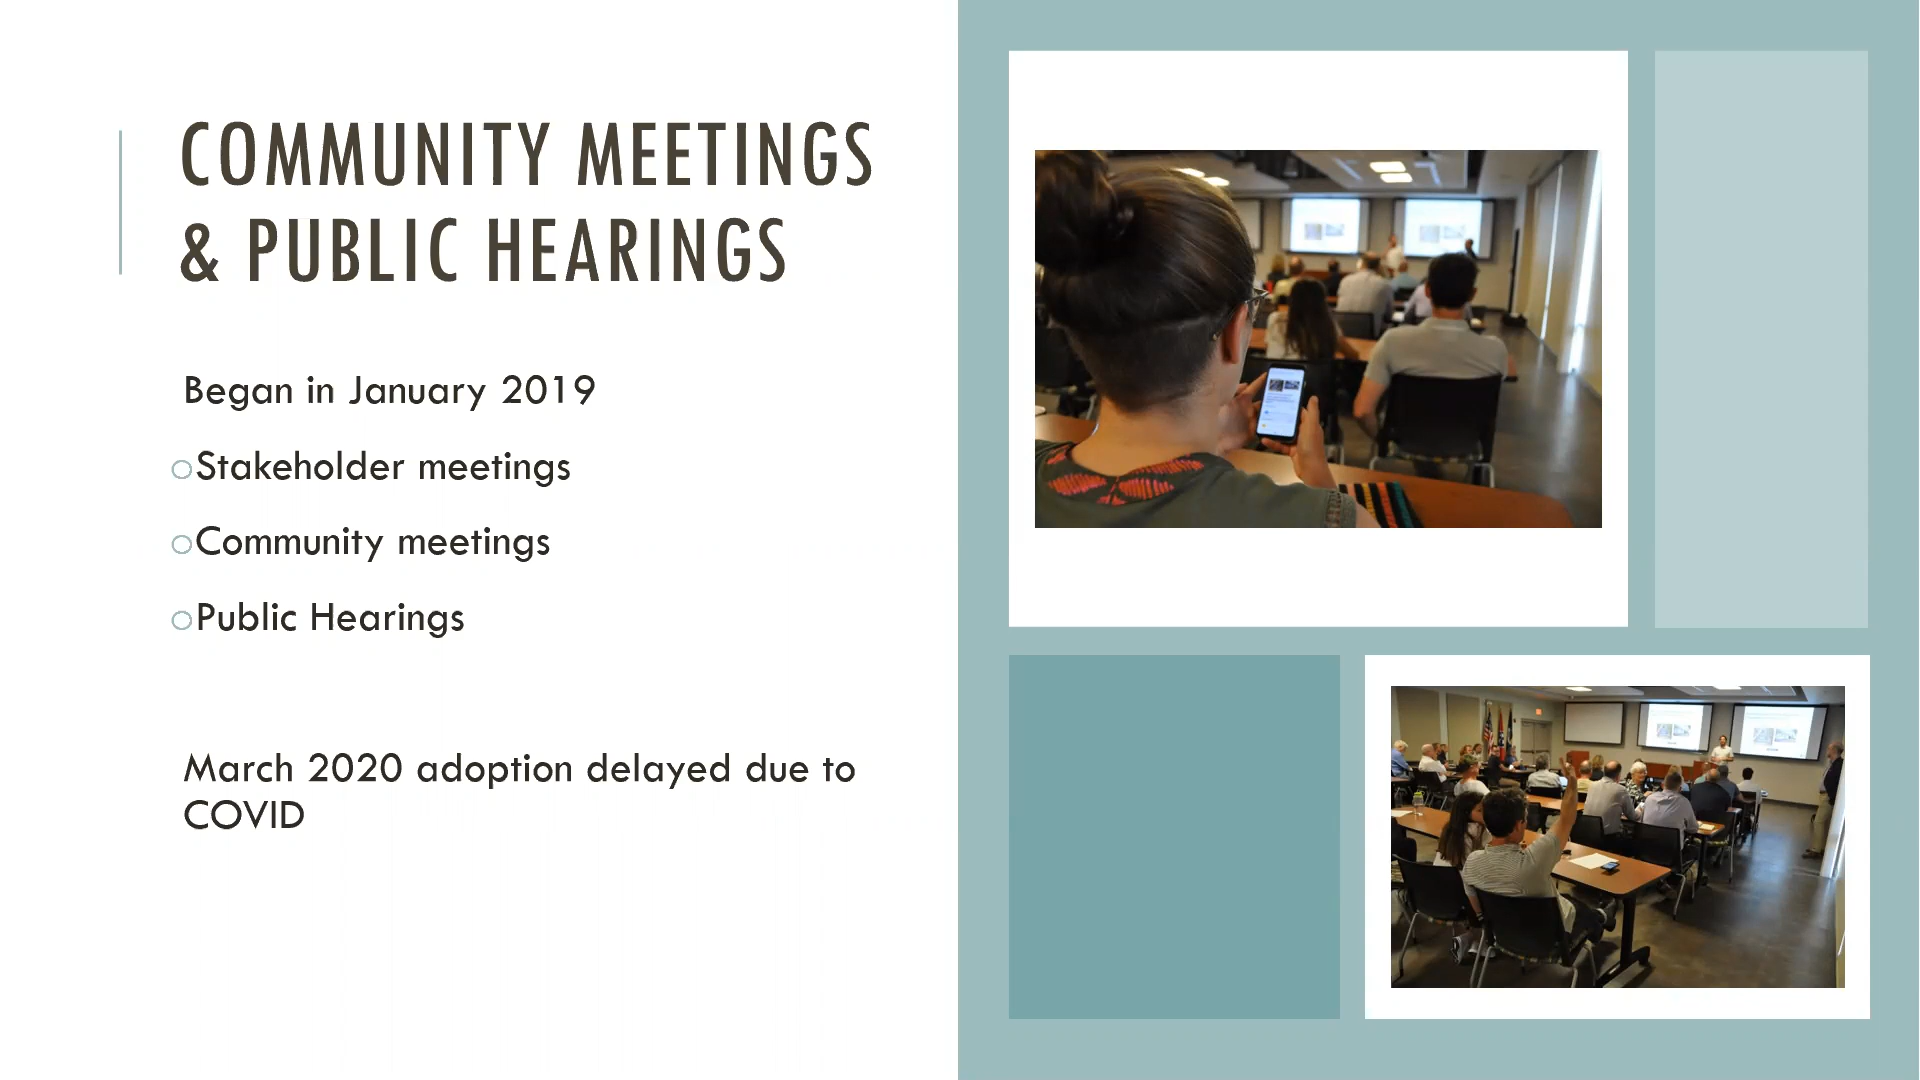 COMMUNITY MEETINGS
& PUBLIC HEARINGS
Began in January 2019
Stakeholder meetings
Community meetings
Public Hearings
March 2020 adoption delayed due to
COVID